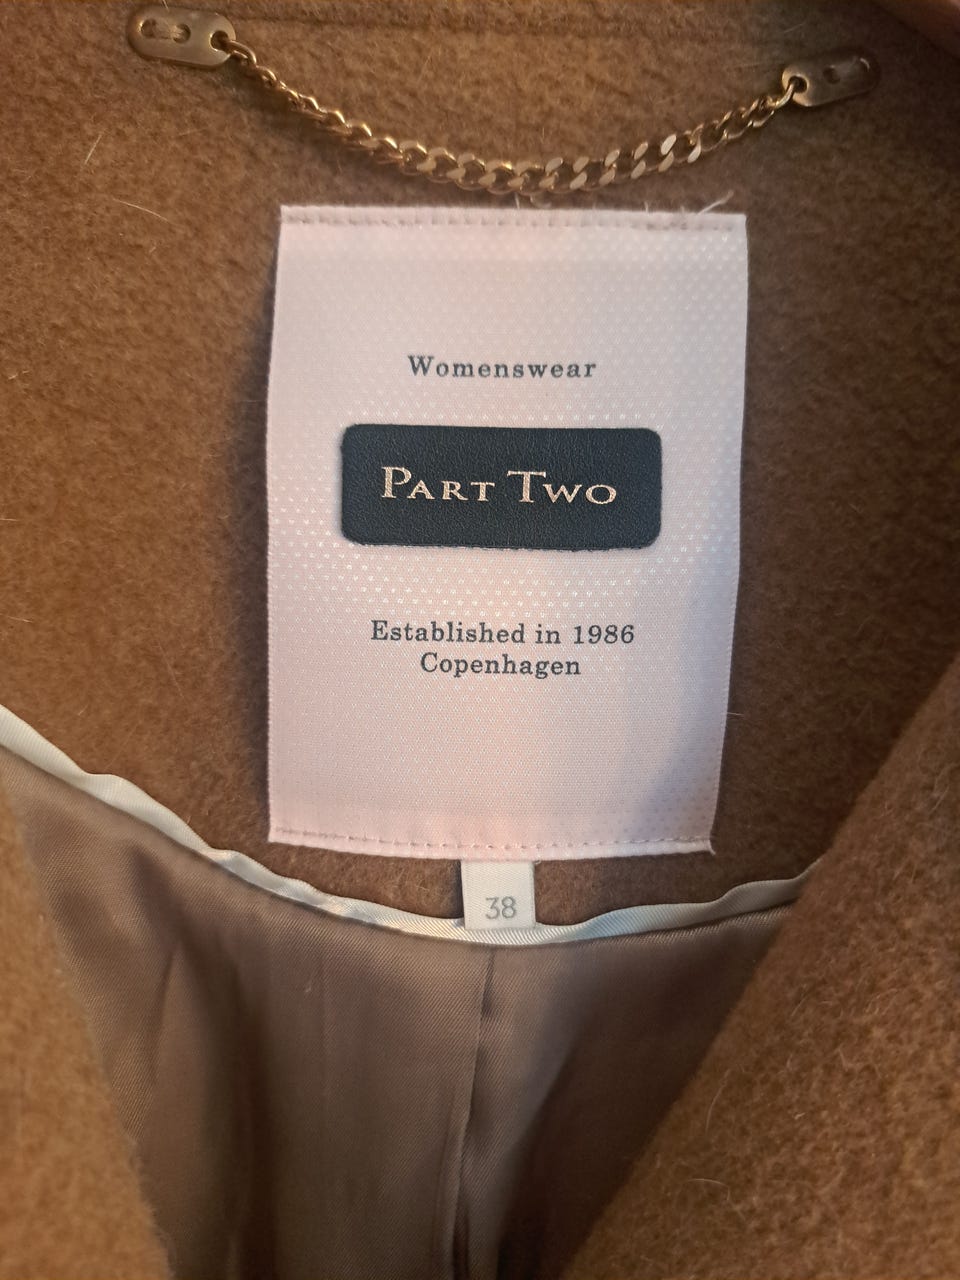 Womenswear
PART TWO
Established in 1986
Copenhagen
38